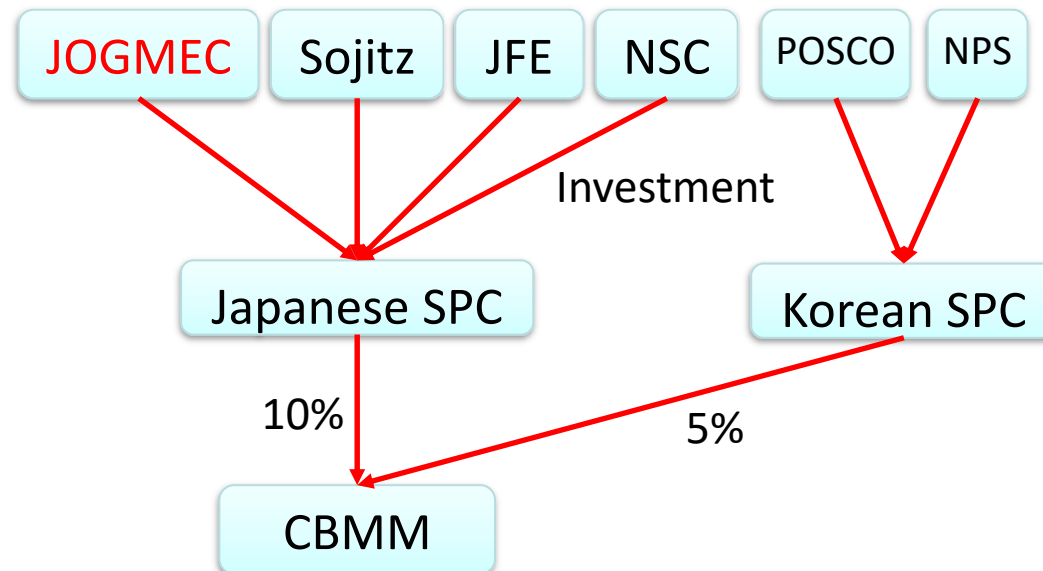 JOGMEC
Sojitz
JFE
NSC
POSCO
NPS
Investment
Japanese SPC
Korean SPC
10%
5%
CBMM